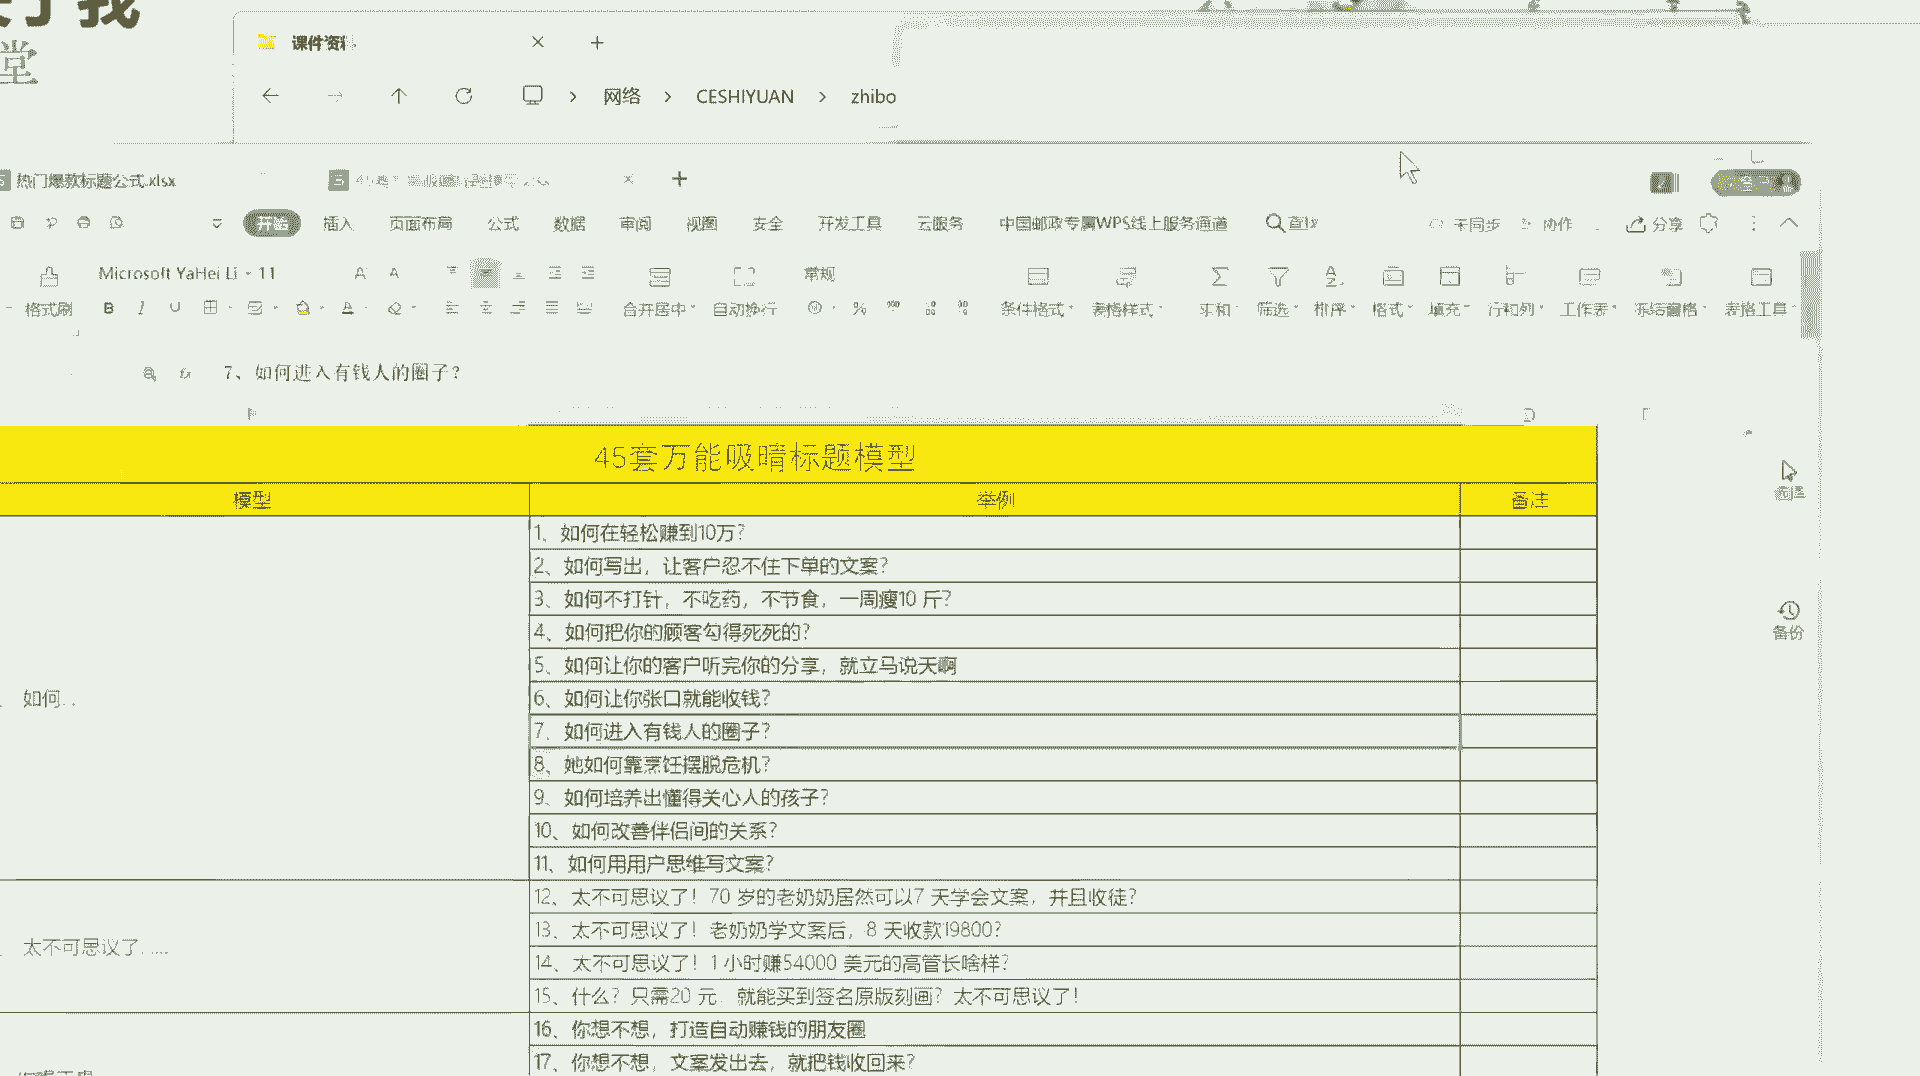 我
堂
课件资料
网络 > CESHIYUAN > zhibo
热门爆款标题公式.xlsx
开始 插入 页面布局 公式 数据 审阅 视图 安全 开发工具 云服务 中国邮政专属WPS线上服务通道 查找 未同步 协作 分享
Microsoft YaHei Li 11 常规
格式刷 合并居中 自动换行 条件格式 表格样式 求和 筛选 排序 格式 填充 行和列 工作表 冻结窗格 表格工具
fx 7、如何进入有钱人的圈子？
D
45套万能吸睛标题模型
模型 举例 备注
1、如何在轻松赚到10万？
2、如何写出，让客户忍不住下单的文案？
3、如何不打针，不吃药，不节食，一周瘦10 斤？
4、如何把你的顾客勾得死死的？
5、如何让你的客户听完你的分享，就立马说天啊
如何. .
6、如何让你张口就能收钱？
7、如何进入有钱人的圈子？
8、她如何靠烹饪摆脱危机？
9、如何培养出懂得关心人的孩子？
10、如何改善伴侣间的关系？
11、如何用用户思维写文案？
12、太不可思议了！70 岁的老奶奶居然可以7 天学会文案，并且收徒？
13、太不可思议了！老奶奶学文案后，8 天收款19800？
太不可思议了......
14、太不可思议了！1 小时赚54000 美元的高管长啥样？
15、什么？只需20 元，就能买到签名原版刻画？太不可思议了！
16、你想不想，打造自动赚钱的朋友圈
17、你想不想，文案发出去，就把钱收回来？
备份